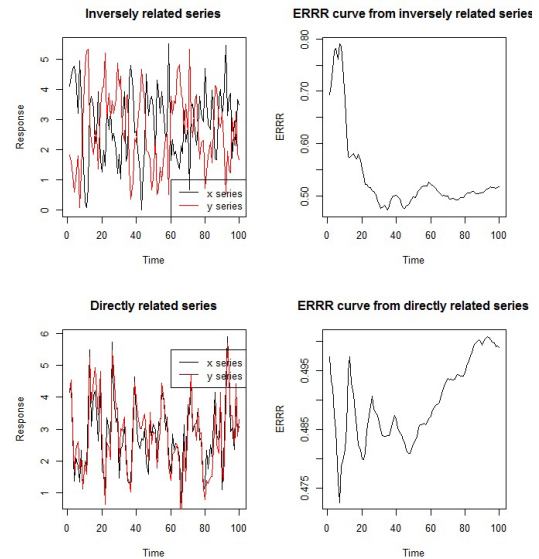 Inversely related series
Response
0 1 2 3 4 5
x series
y series
0 20 40 60 80 100
Time
ERRR curve from inversely related series
ERRR
0.50 0.60 0.70 0.80
0 20 40 60 80 100
Time
Directly related series
Response
1 2 3 4 5 6
x series
y series
0 20 40 60 80 100
Time
ERRR curve from directly related series
ERRR
0.475 0.485 0.495
0 20 40 60 80 100
Time